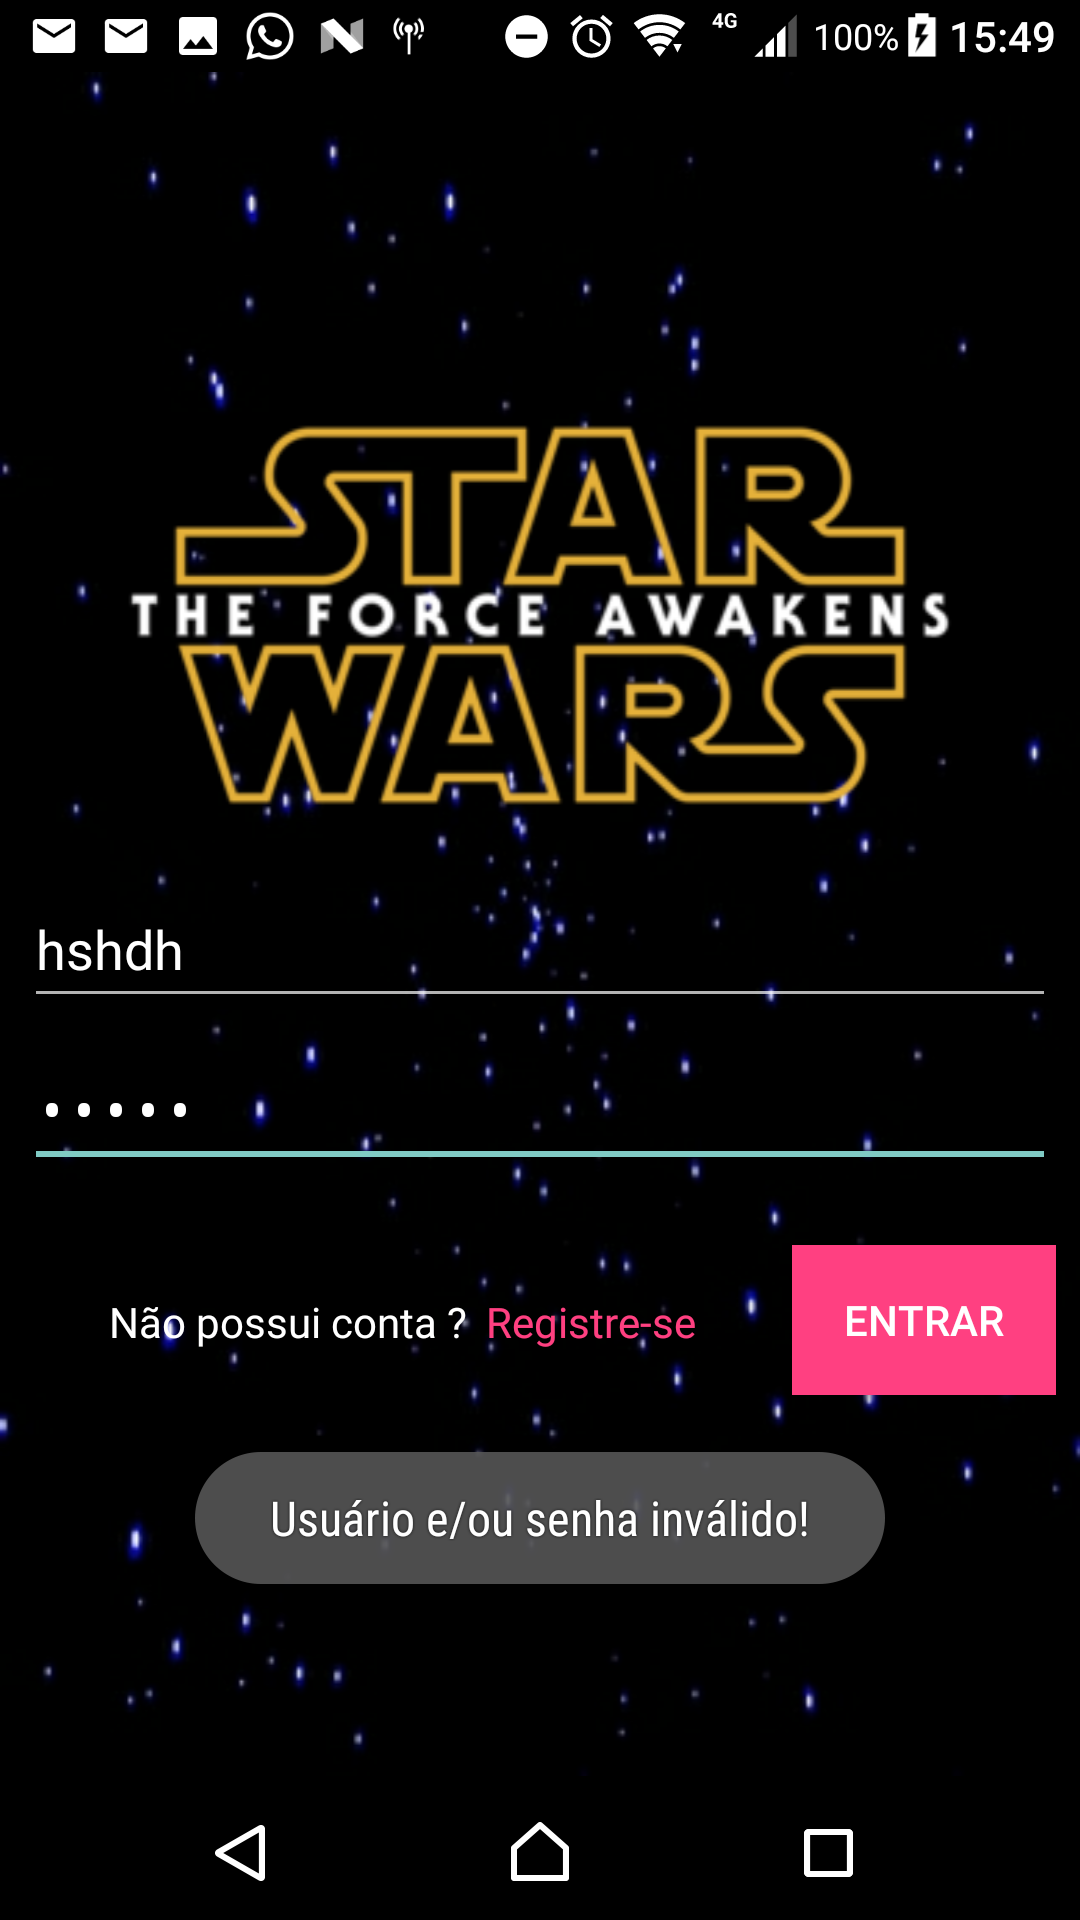 4G 100% 15:49
STAR
THE FORCE AWAKENS
WARS
hshdh
•••••
Não possui conta ? Registre-se
ENTRAR
Usuário e/ou senha inválido!